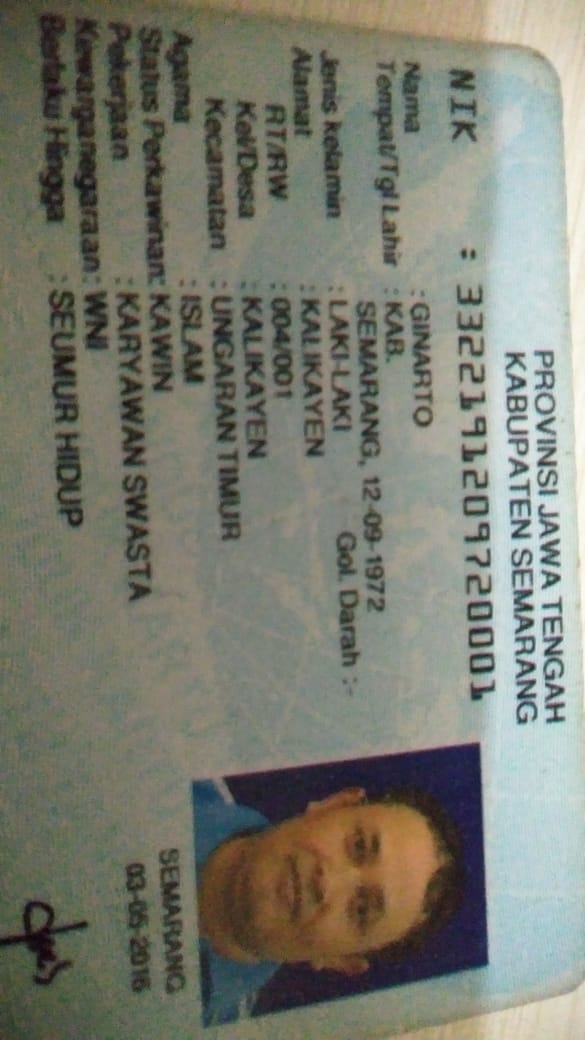 PROVINSI JAWA TENGAH
KABUPATEN SEMARANG
NIK : 3322191209720001
Nama : GINARTO
Tempat/Tgl Lahir : KAB.
SEMARANG, 12-09-1972
Jenis kelamin : LAKI-LAKI Gol. Darah :-
Alamat : KALIKAYEN
RT/RW : 004/001
Kel/Desa : KALIKAYEN
Kecamatan : UNGARAN TIMUR
Agama : ISLAM
Status Perkawinan: KAWIN
Pekerjaan : KARYAWAN SWASTA
Kewarganegaraan: WNI
Berlaku Hingga : SEUMUR HIDUP
SEMARANG
03-05-2016